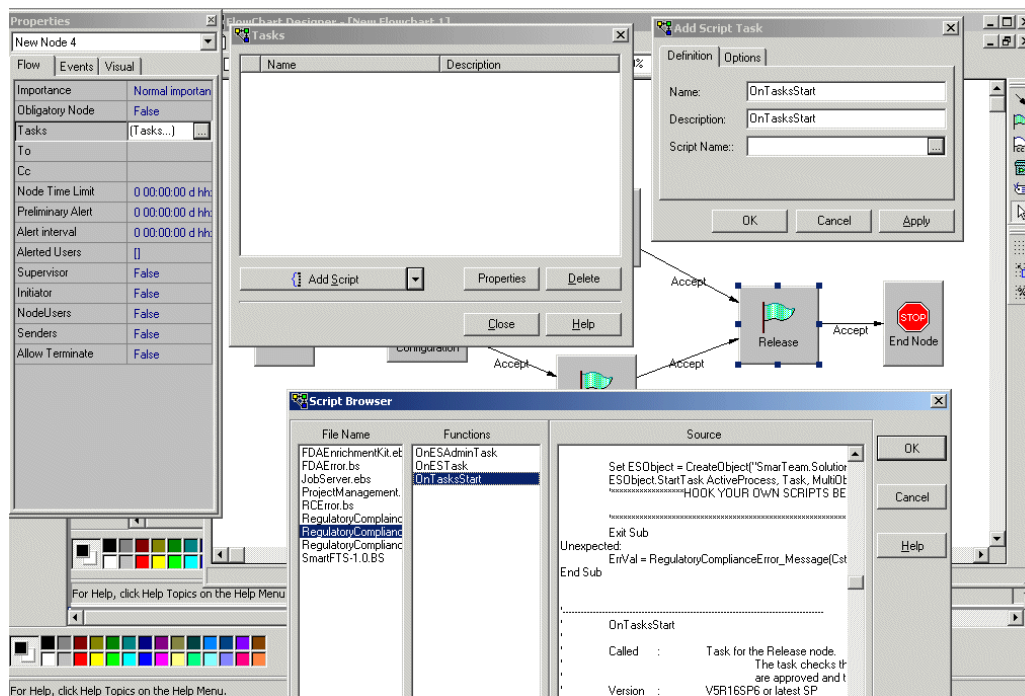 Properties
New Node 4
Flow
Events
Visual
Importance
Normal importan
Obligatory Node
False
Tasks
(Tasks...)
...
To
Cc
Node Time Limit
0 00:00:00 d hh:
Preliminary Alert
0 00:00:00 d hh:
Alert interval
0 00:00:00 d hh:
Alerted Users
[]
Supervisor
False
Initiator
False
NodeUsers
False
Senders
False
Allow Terminate
False
FlowChart Designer - [New Flowchart 1]
Tasks
Name
Description
Add Script
Properties
Delete
Close
Help
%
Add Script Task
Definition
Options
Name:
OnTasksStart
Description:
OnTasksStart
Script Name::
...
OK
Cancel
Apply
Accept
Release
Accept
STOP
End Node
Configuration
Accept
Accept
Script Browser
File Name
FDAEnrichmentKit.eb
FDAError.bs
JobServer.ebs
ProjectManagement.
RCError.bs
RegulatoryComplainc
RegulatoryComplianc
RegulatoryComplianc
SmartFTS-1.0.BS
Functions
OnESAdminTask
OnESTask
OnTasksStart
Source
Set ESObject = CreateObject("SmarTeam.Solution
ESObject.StartTask ActiveProcess, Task, MultiOb
'******************HOOK YOUR OWN SCRIPTS BE
Exit Sub
Unexpected:
ErrVal = RegulatoryComplianceError_Message(Cst
End Sub
OnTasksStart
' Called : Task for the Release node.
The task checks th
are approved and t
' Version : V5R16SP6 or latest SP
OK
Cancel
Help
For Help, click Help Topics on the Help Menu
For Help, click Help Topics on the Help Menu.